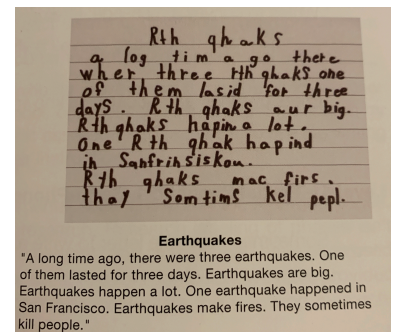 Rth qhaks
a log tim a go there
wher three rth qhaks one
of them lasid for three
days. Rth qhaks aur big.
Rth qhaks hapin a lot.
One Rth qhak hapind
in Sanfrinsiskou.
Rth qhaks mac firs.
thay Somtims kel pepl.
Earthquakes
"A long time ago, there were three earthquakes. One
of them lasted for three days. Earthquakes are big.
Earthquakes happen a lot. One earthquake happened in
San Francisco. Earthquakes make fires. They sometimes
kill people."